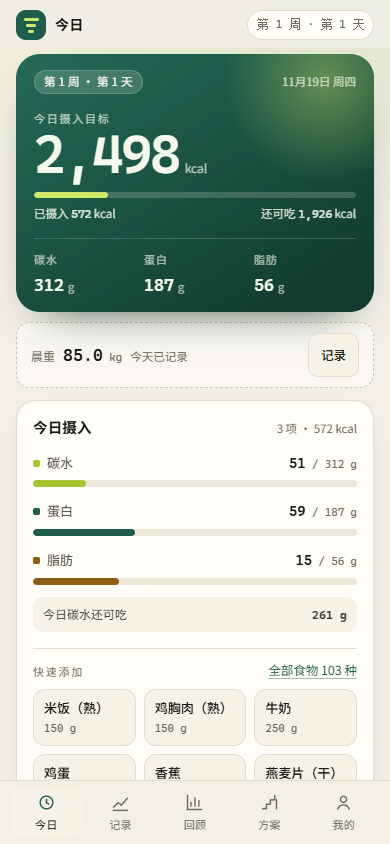 今日
第 1 周 · 第 1 天
第 1 周 · 第 1 天
11月19日 周四
今日摄入目标
2,498 kcal
已摄入 572 kcal
还可吃 1,926 kcal
碳水 蛋白 脂肪
312 g 187 g 56 g
晨重 85.0 kg 今天已记录
记录
今日摄入
3 项 · 572 kcal
碳水 51 / 312 g
蛋白 59 / 187 g
脂肪 15 / 56 g
今日碳水还可吃 261 g
快速添加 全部食物 103 种
米饭（熟） 鸡胸肉（熟） 牛奶
150 g 150 g 250 g
鸡蛋 香蕉 燕麦片（干）
今日 记录 回顾 方案 我的